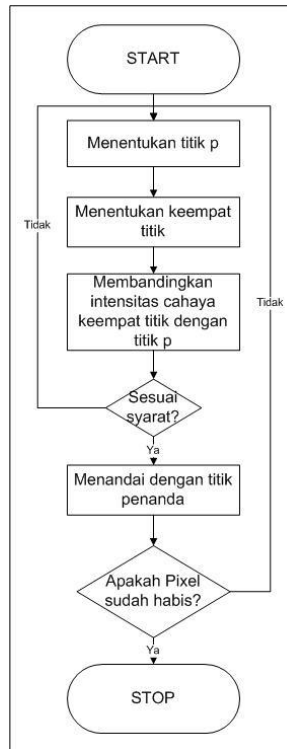 START
Menentukan titik p
Menentukan keempat
titik
Tidak
Membandingkan
intensitas cahaya
keempat titik dengan
titik p
Tidak
Sesuai
syarat?
Ya
Menandai dengan titik
penanda
Apakah Pixel
sudah habis?
Ya
STOP